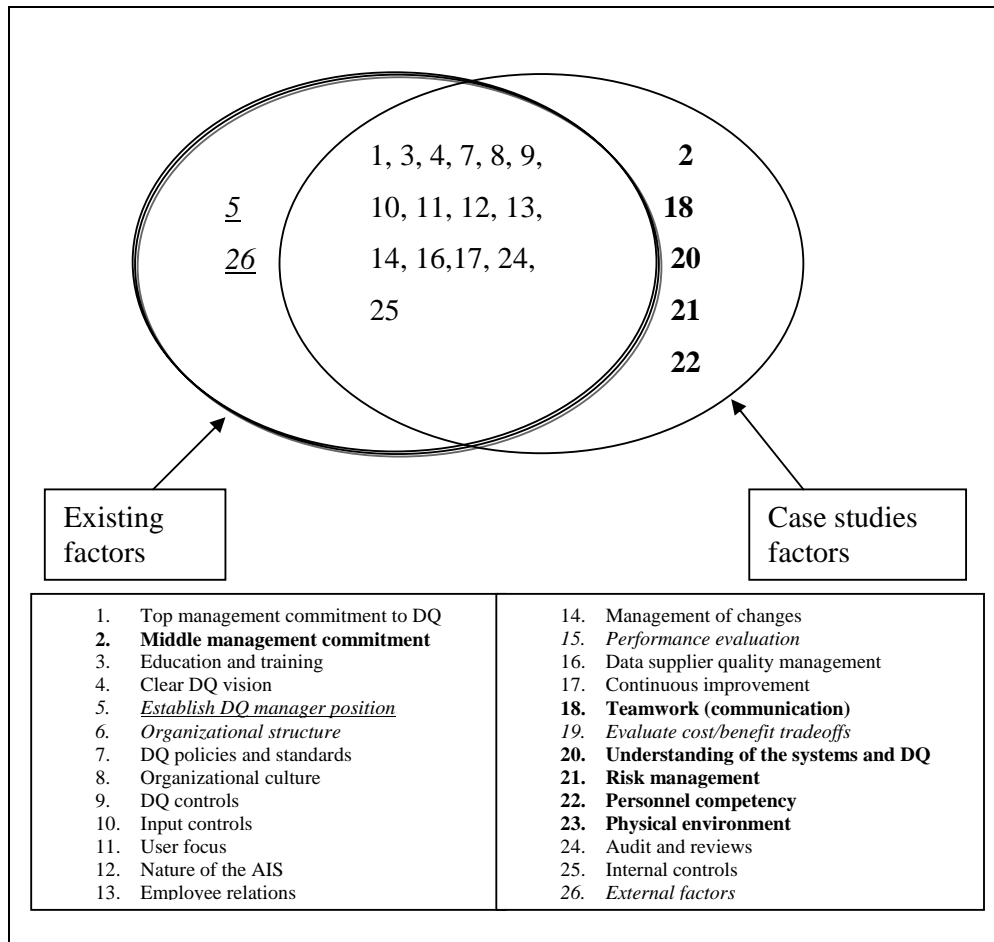 1, 3, 4, 7, 8, 9,
10, 11, 12, 13,
14, 16,17, 24,
25
5
26
2
18
20
21
22
Existing
factors
Case studies
factors
1. Top management commitment to DQ
2. Middle management commitment
3. Education and training
4. Clear DQ vision
5. Establish DQ manager position
6. Organizational structure
7. DQ policies and standards
8. Organizational culture
9. DQ controls
10. Input controls
11. User focus
12. Nature of the AIS
13. Employee relations
14. Management of changes
15. Performance evaluation
16. Data supplier quality management
17. Continuous improvement
18. Teamwork (communication)
19. Evaluate cost/benefit tradeoffs
20. Understanding of the systems and DQ
21. Risk management
22. Personnel competency
23. Physical environment
24. Audit and reviews
25. Internal controls
26. External factors